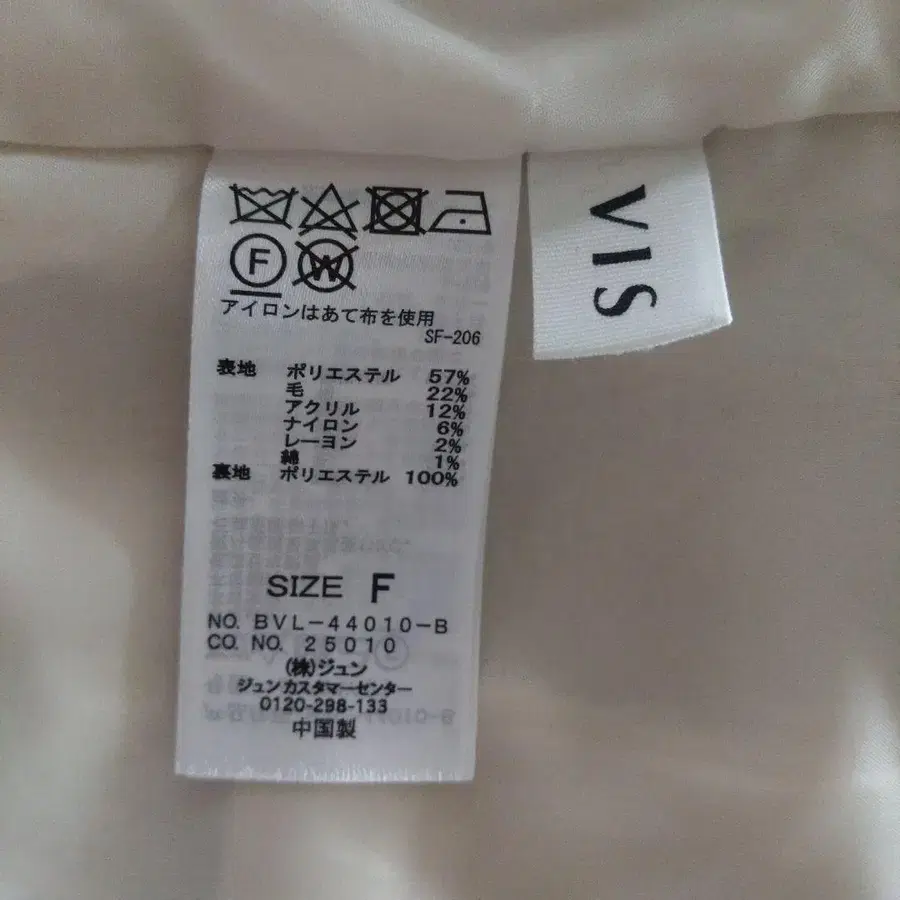 F W
アイロンはあて布を使用
SF-206
表地 ポリエステル 57%
毛 22%
アクリル 12%
ナイロン 6%
レーヨン 2%
綿 1%
裏地 ポリエステル 100%
SIZE F
NO. BVL-44010-B
CO. NO. 25010
(株)ジュン
ジュンカスタマーセンター
0120-298-133
中国製
VIS